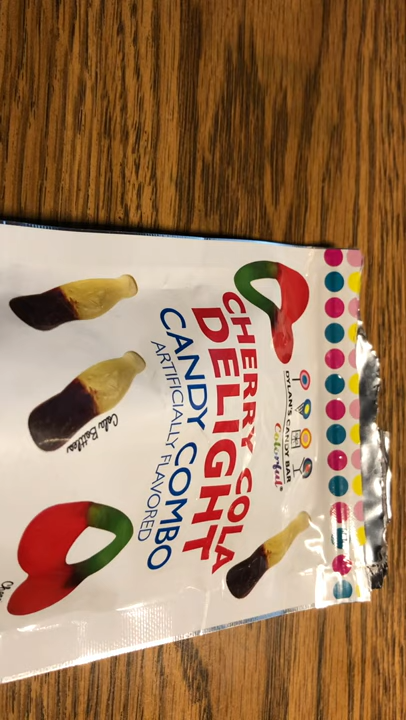 DYLAN'S CANDY BAR
Colorful
CHERRY COLA
DELIGHT
CANDY COMBO
ARTIFICIALLY FLAVORED
Cola Bottles